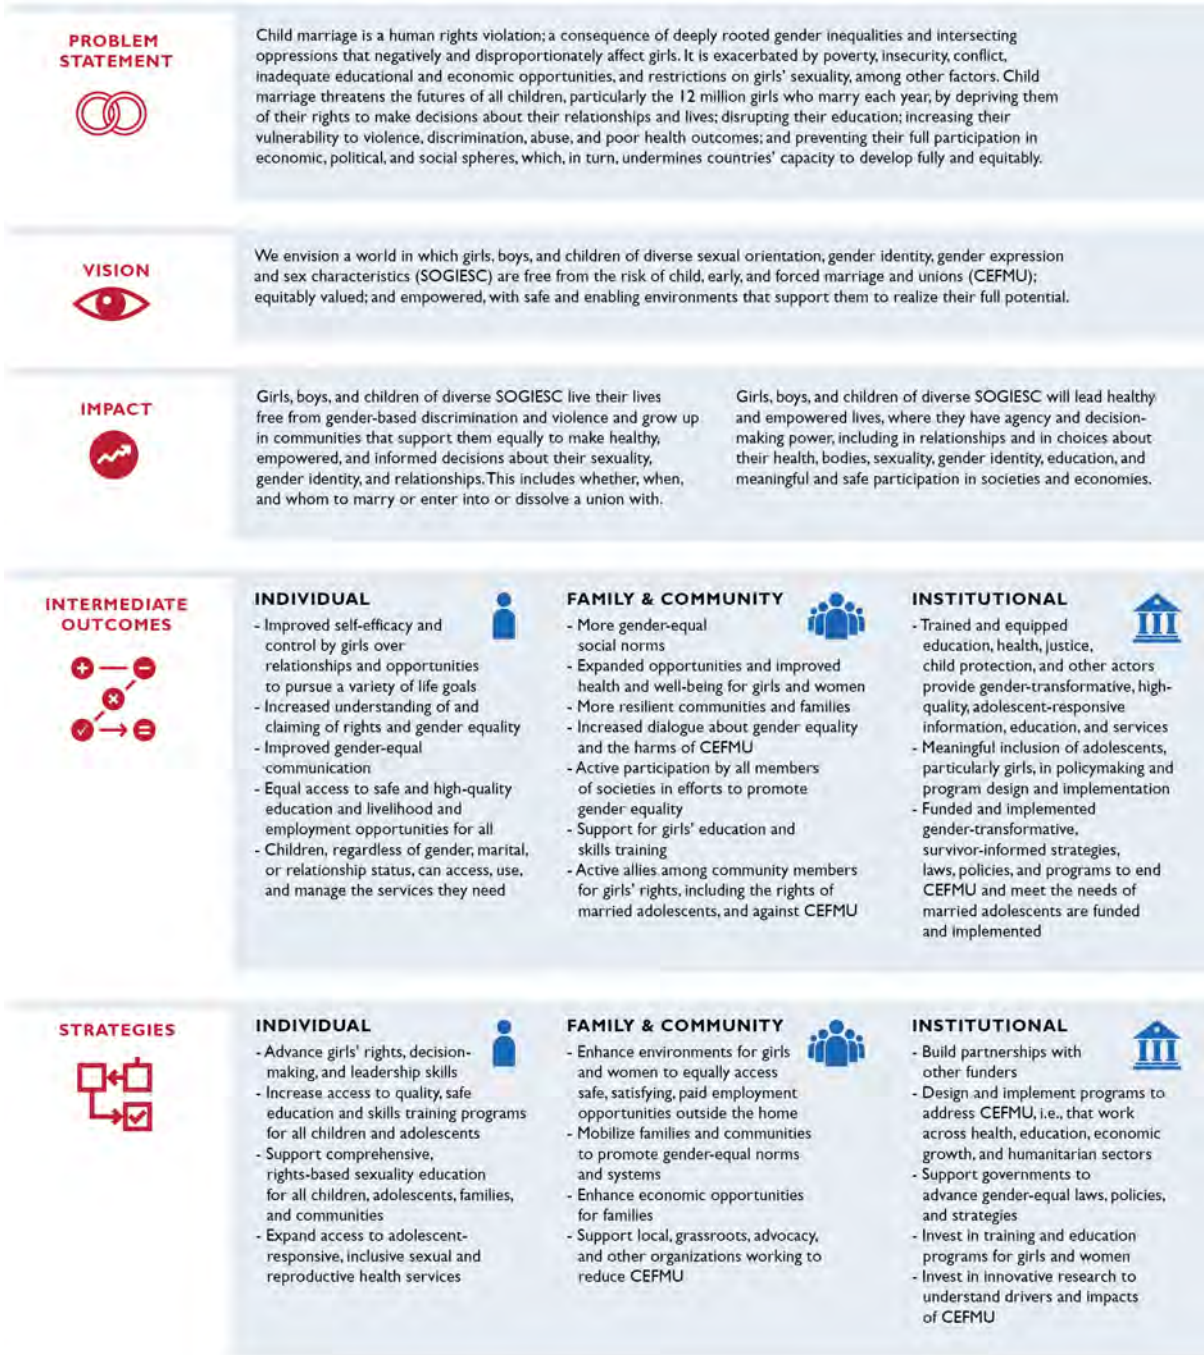 PROBLEM
STATEMENT
Child marriage is a human rights violation; a consequence of deeply rooted gender inequalities and intersecting
oppressions that negatively and disproportionately affect girls. It is exacerbated by poverty, insecurity, conflict,
inadequate educational and economic opportunities, and restrictions on girls' sexuality, among other factors. Child
marriage threatens the futures of all children, particularly the 12 million girls who marry each year, by depriving them
of their rights to make decisions about their relationships and lives; disrupting their education; increasing their
vulnerability to violence, discrimination, abuse, and poor health outcomes; and preventing their full participation in
economic, political, and social spheres, which, in turn, undermines countries' capacity to develop fully and equitably.
VISION
We envision a world in which girls, boys, and children of diverse sexual orientation, gender identity, gender expression
and sex characteristics (SOGIESC) are free from the risk of child, early, and forced marriage and unions (CEFMU);
equitably valued; and empowered, with safe and enabling environments that support them to realize their full potential.
IMPACT
Girls, boys, and children of diverse SOGIESC live their lives
free from gender-based discrimination and violence and grow up
in communities that support them equally to make healthy,
empowered, and informed decisions about their sexuality,
gender identity, and relationships. This includes whether, when,
and whom to marry or enter into or dissolve a union with.
Girls, boys, and children of diverse SOGIESC will lead healthy
and empowered lives, where they have agency and decision-
making power, including in relationships and in choices about
their health, bodies, sexuality, gender identity, education, and
meaningful and safe participation in societies and economies.
INTERMEDIATE
OUTCOMES
INDIVIDUAL
- Improved self-efficacy and
control by girls over
relationships and opportunities
to pursue a variety of life goals
- Increased understanding of and
claiming of rights and gender equality
- Improved gender-equal
communication
- Equal access to safe and high-quality
education and livelihood and
employment opportunities for all
- Children, regardless of gender, marital,
or relationship status, can access, use,
and manage the services they need
FAMILY & COMMUNITY
- More gender-equal
social norms
- Expanded opportunities and improved
health and well-being for girls and women
- More resilient communities and families
- Increased dialogue about gender equality
and the harms of CEFMU
- Active participation by all members
of societies in efforts to promote
gender equality
- Support for girls' education and
skills training
- Active allies among community members
for girls' rights, including the rights of
married adolescents, and against CEFMU
INSTITUTIONAL
- Trained and equipped
education, health, justice,
child protection, and other actors
provide gender-transformative, high-
quality, adolescent-responsive
information, education, and services
- Meaningful inclusion of adolescents,
particularly girls, in policymaking and
program design and implementation
- Funded and implemented
gender-transformative,
survivor-informed strategies,
laws, policies, and programs to end
CEFMU and meet the needs of
married adolescents are funded
and implemented
STRATEGIES
INDIVIDUAL
- Advance girls' rights, decision-
making, and leadership skills
- Increase access to quality, safe
education and skills training programs
for all children and adolescents
- Support comprehensive,
rights-based sexuality education
for all children, adolescents, families,
and communities
- Expand access to adolescent-
responsive, inclusive sexual and
reproductive health services
FAMILY & COMMUNITY
- Enhance environments for girls
and women to equally access
safe, satisfying, paid employment
opportunities outside the home
- Mobilize families and communities
to promote gender-equal norms
and systems
- Enhance economic opportunities
for families
- Support local, grassroots, advocacy,
and other organizations working to
reduce CEFMU
INSTITUTIONAL
- Build partnerships with
other funders
- Design and implement programs to
address CEFMU, i.e., that work
across health, education, economic
growth, and humanitarian sectors
- Support governments to
advance gender-equal laws, policies,
and strategies
- Invest in training and education
programs for girls and women
- Invest in innovative research to
understand drivers and impacts
of CEFMU